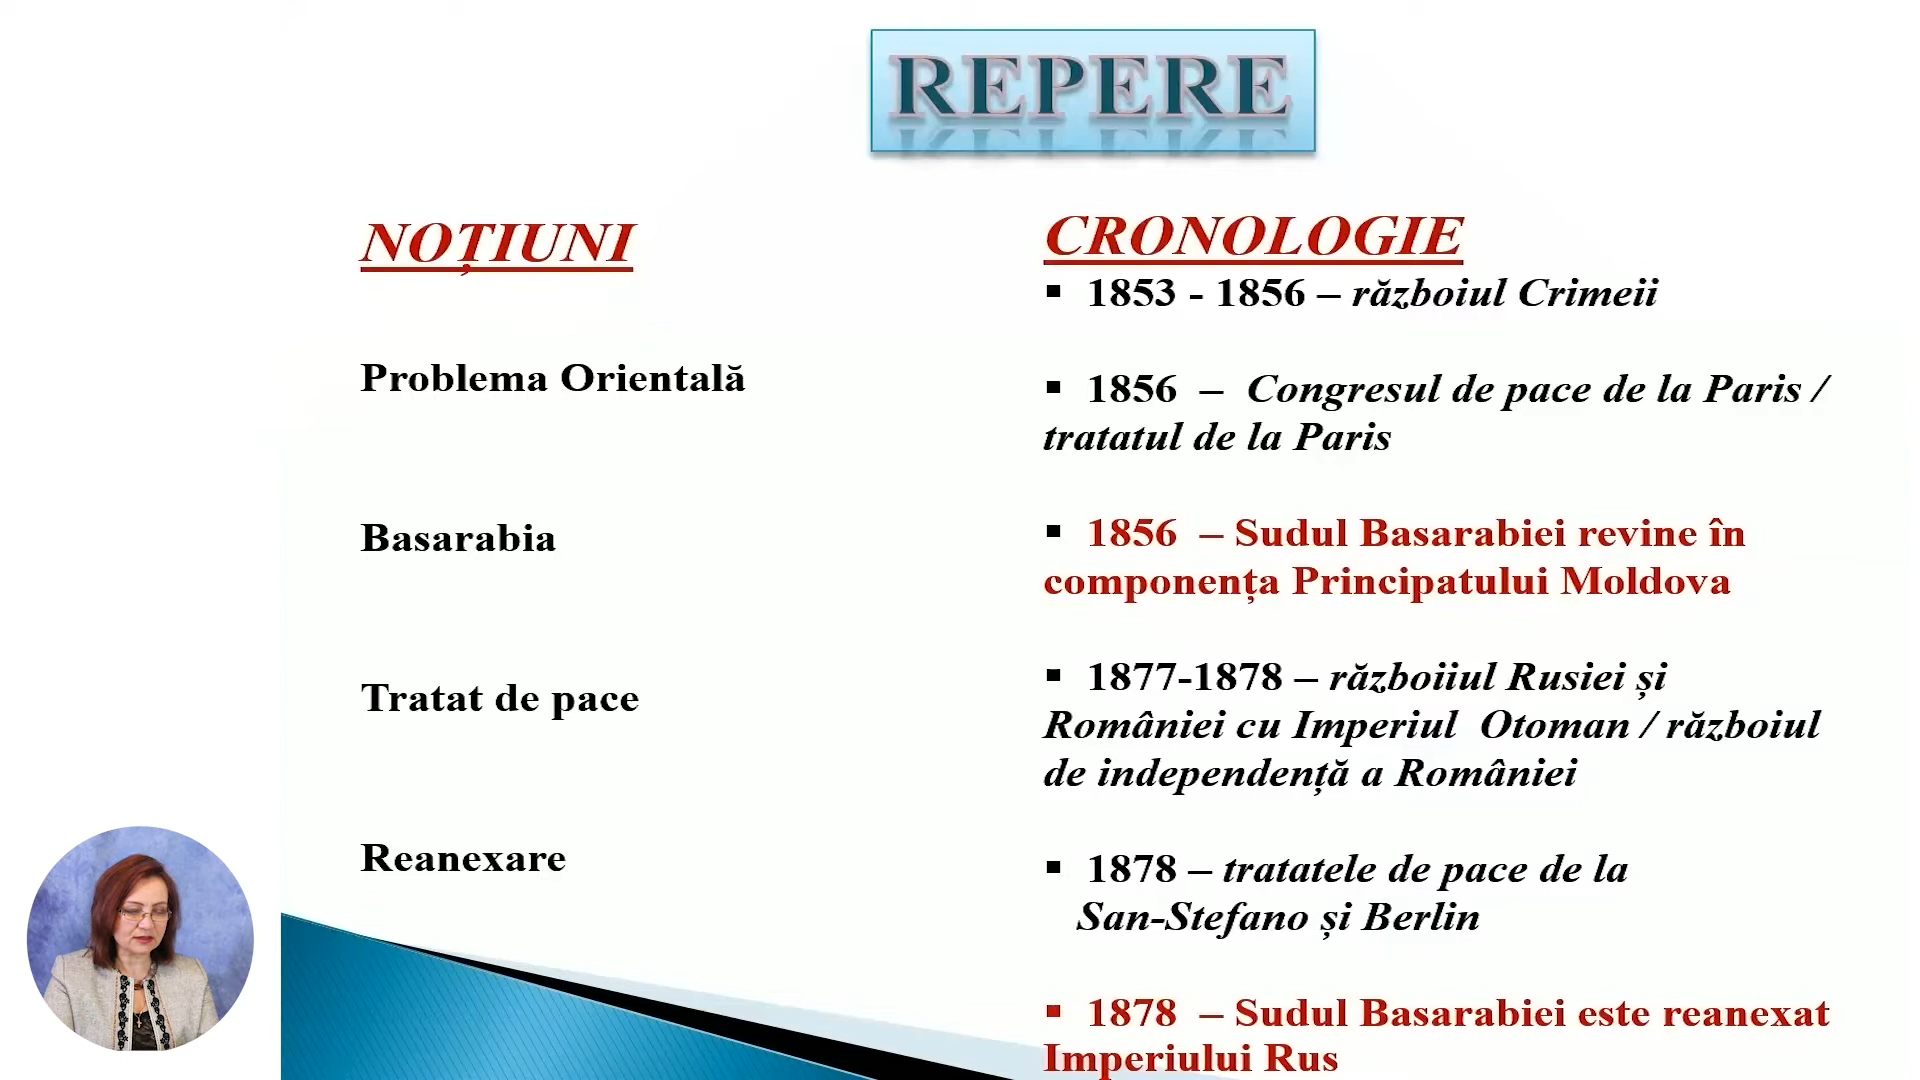 REPERE
NOȚIUNI
Problema Orientală
Basarabia
Tratat de pace
Reanexare
CRONOLOGIE
▪ 1853 - 1856 – războiul Crimeii
▪ 1856 – Congresul de pace de la Paris /
tratatul de la Paris
▪ 1856 – Sudul Basarabiei revine în
componența Principatului Moldova
▪ 1877-1878 – războiiul Rusiei și
României cu Imperiul Otoman / războiul
de independență a României
▪ 1878 – tratatele de pace de la
San-Stefano și Berlin
▪ 1878 – Sudul Basarabiei este reanexat
Imperiului Rus